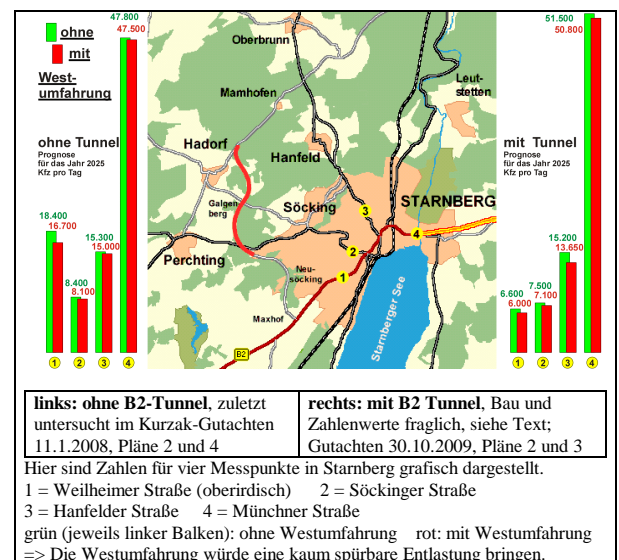 ohne
mit
West-
umfahrung
47.800
47.500
ohne Tunnel
Prognose
für das Jahr 2025
Kfz pro Tag
18.400
16.700
8.400
8.100
15.300
15.000
1 2 3 4
Oberbrunn
Leut-
stetten
Mamhofen
Hadorf
Hanfeld
Galgen
berg
Söcking
STARNBERG
3
4
2
Perchting
Neu-
söcking
1
Maxhof
Starnberger See
B2
51.500
50.800
mit Tunnel
Prognose
für das Jahr 2025
Kfz pro Tag
15.200
13.650
6.600
6.000
7.500
7.100
1 2 3 4
links: ohne B2-Tunnel, zuletzt
untersucht im Kurzak-Gutachten
11.1.2008, Pläne 2 und 4
rechts: mit B2 Tunnel, Bau und
Zahlenwerte fraglich, siehe Text;
Gutachten 30.10.2009, Pläne 2 und 3
Hier sind Zahlen für vier Messpunkte in Starnberg grafisch dargestellt.
1 = Weilheimer Straße (oberirdisch) 2 = Söckinger Straße
3 = Hanfelder Straße 4 = Münchner Straße
grün (jeweils linker Balken): ohne Westumfahrung rot: mit Westumfahrung
=> Die Westumfahrung würde eine kaum spürbare Entlastung bringen.